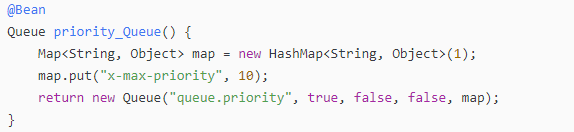 @Bean
Queue priority_Queue() {
    Map<String, Object> map = new HashMap<String, Object>(1);
    map.put("x-max-priority", 10);
    return new Queue("queue.priority", true, false, false, map);
}